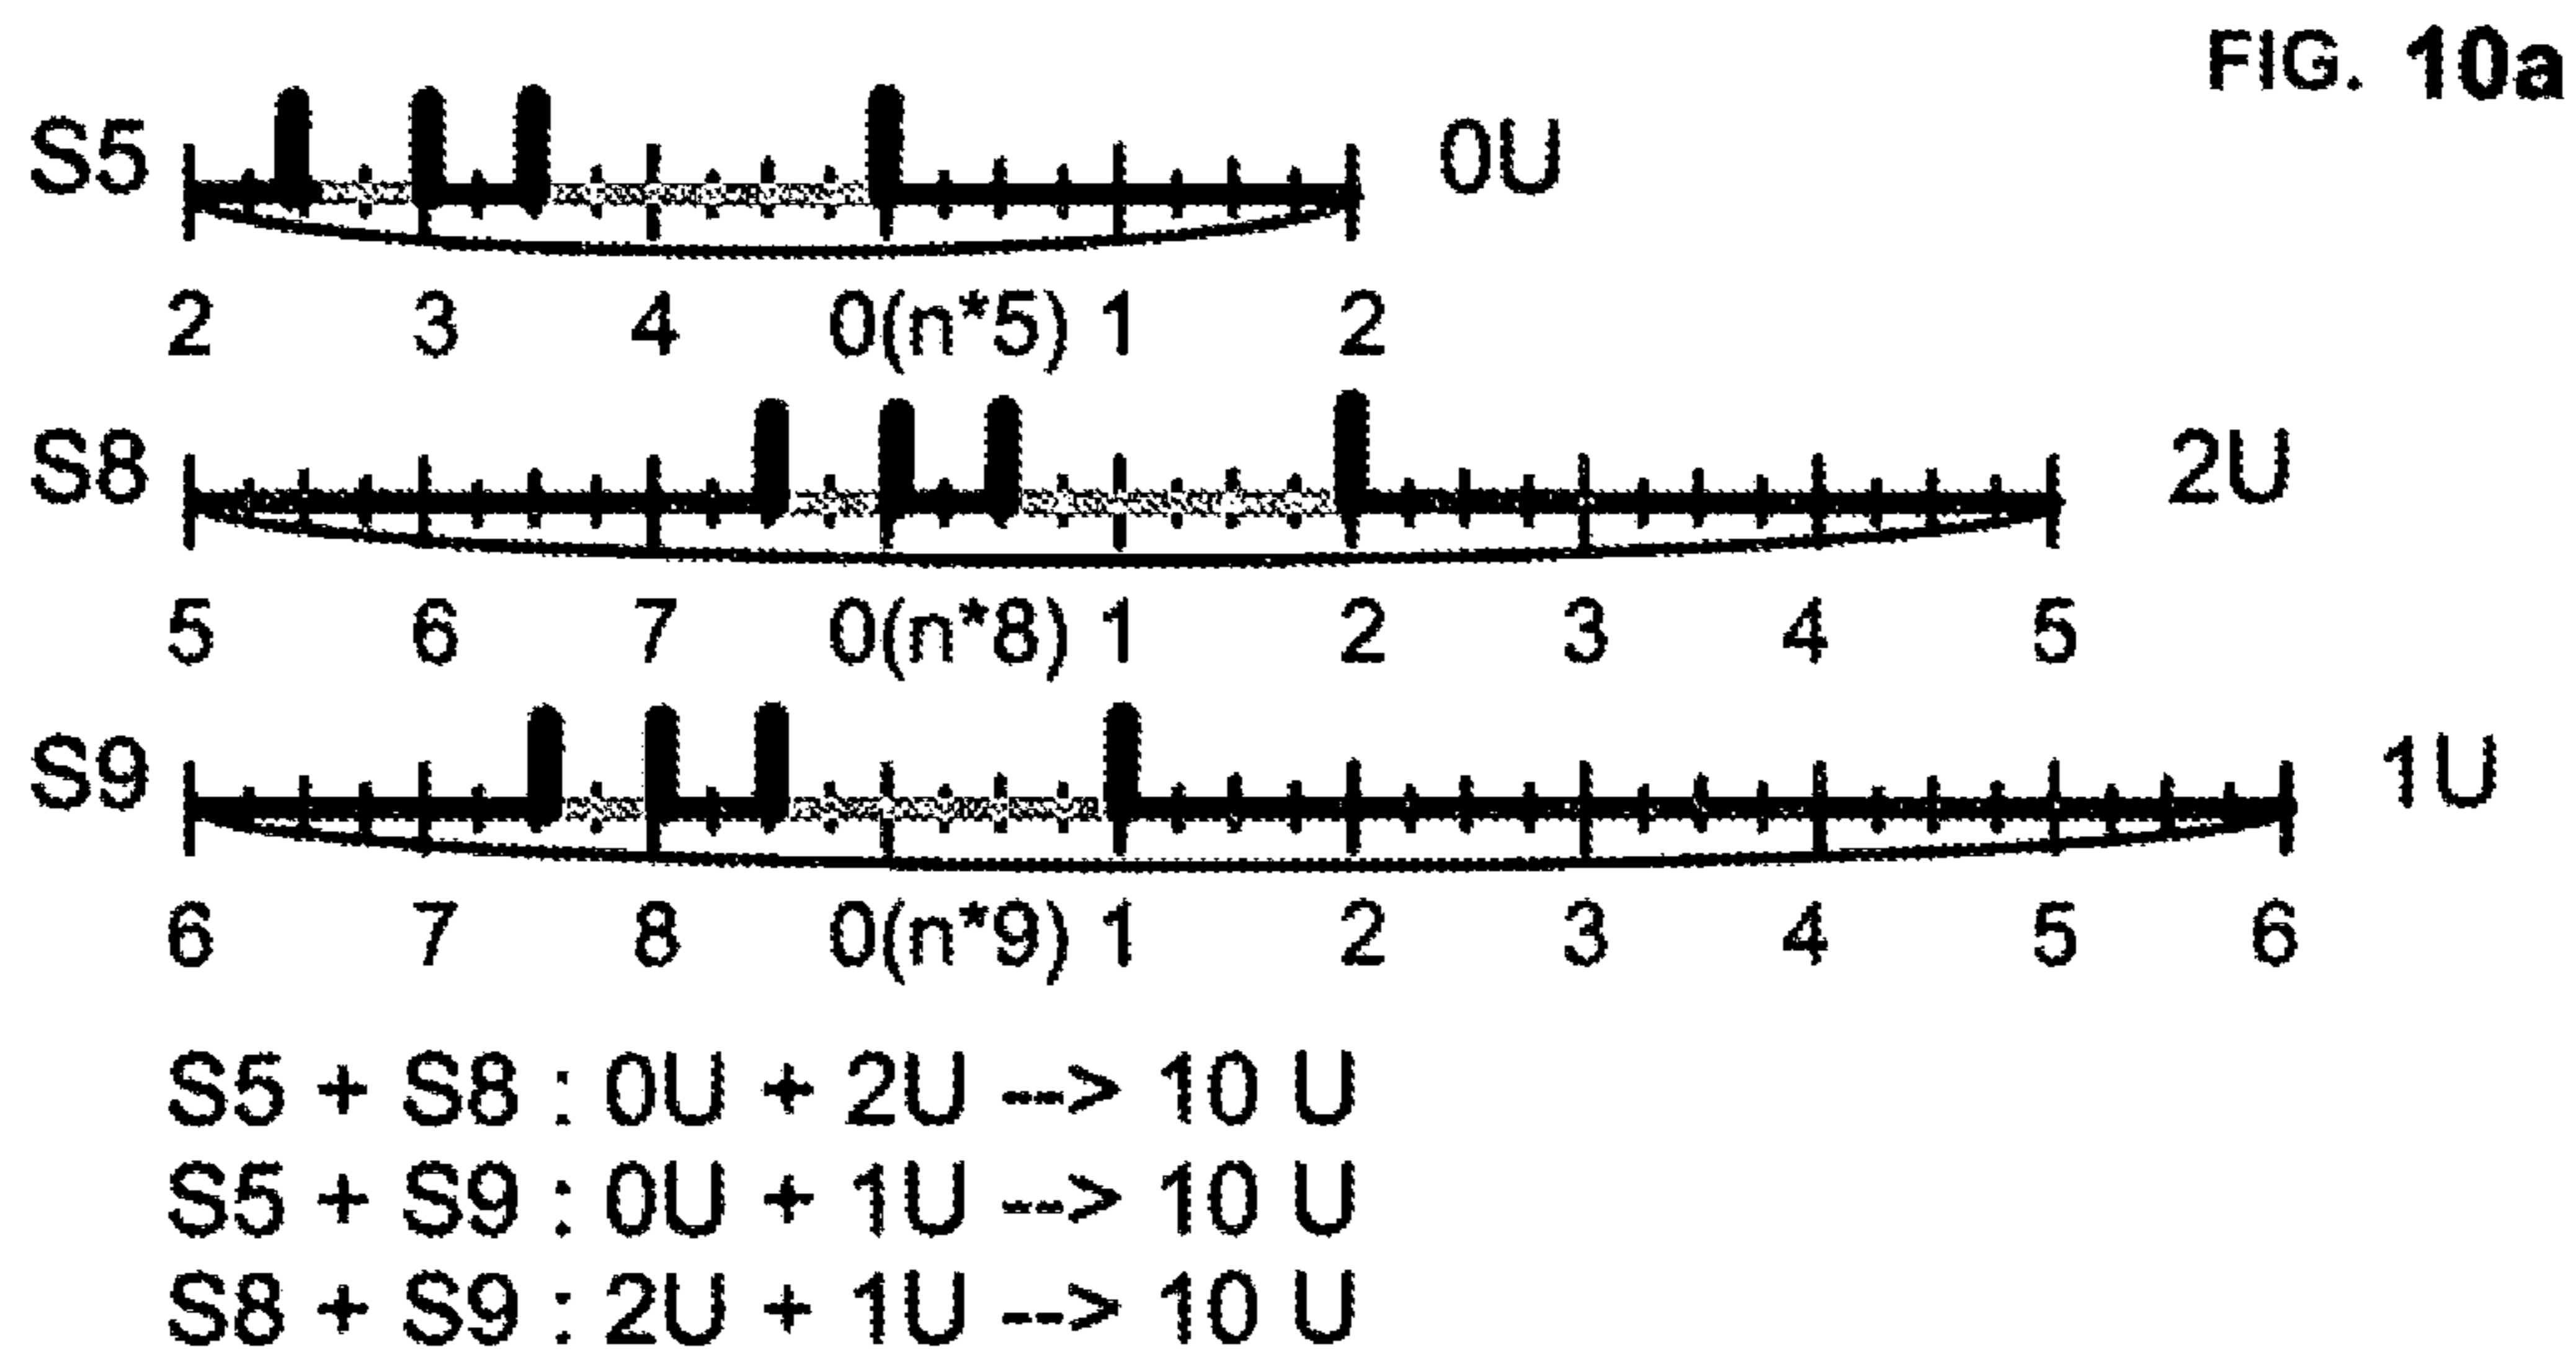 FIG. 10a
S5 0U
2 3 4 0(n*5) 1 2
S8 2U
5 6 7 0(n*8) 1 2 3 4 5
S9 1U
6 7 8 0(n*9) 1 2 3 4 5 6
S5 + S8 : 0U + 2U --> 10 U
S5 + S9 : 0U + 1U --> 10 U
S8 + S9 : 2U + 1U --> 10 U